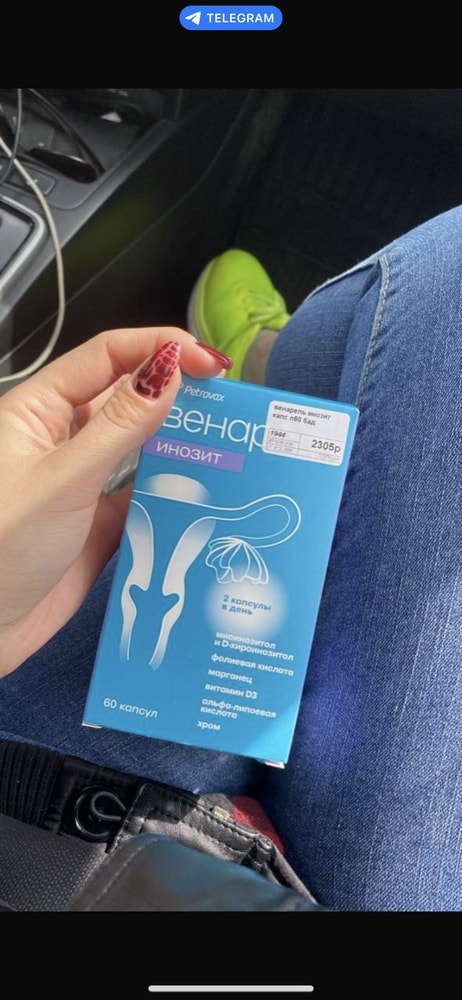 TELEGRAM
Petrovax
венар
ИНОЗИТ
венарель инозит
капс n60 бад
2305р
2 капсулы
в день
миоинозитол
и D-хироинозитол
фолиевая кислота
марганец
витамин D3
альфа-липоевая
кислота
хром
60 капсул